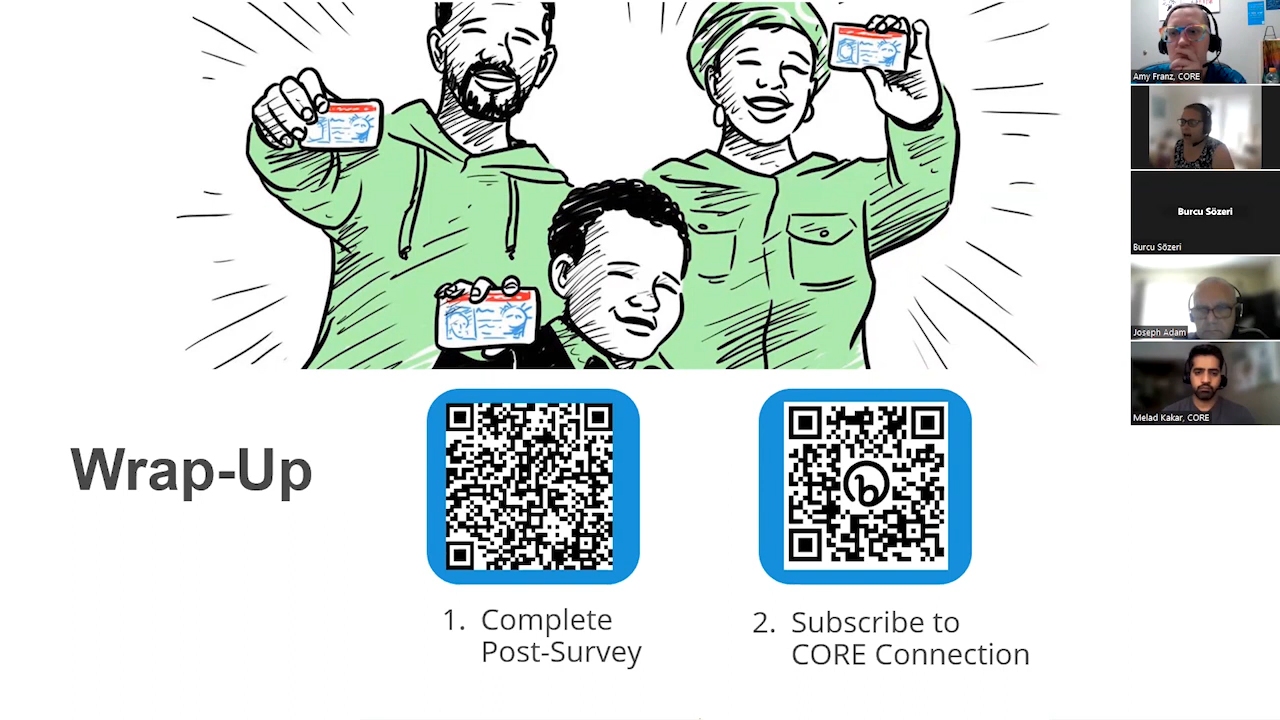 Wrap-Up
1. Complete
Post-Survey
2. Subscribe to
CORE Connection
Amy Franz, CORE
Burcu Sözeri
Burcu Sözeri
Joseph Adam
Melad Kakar, CORE